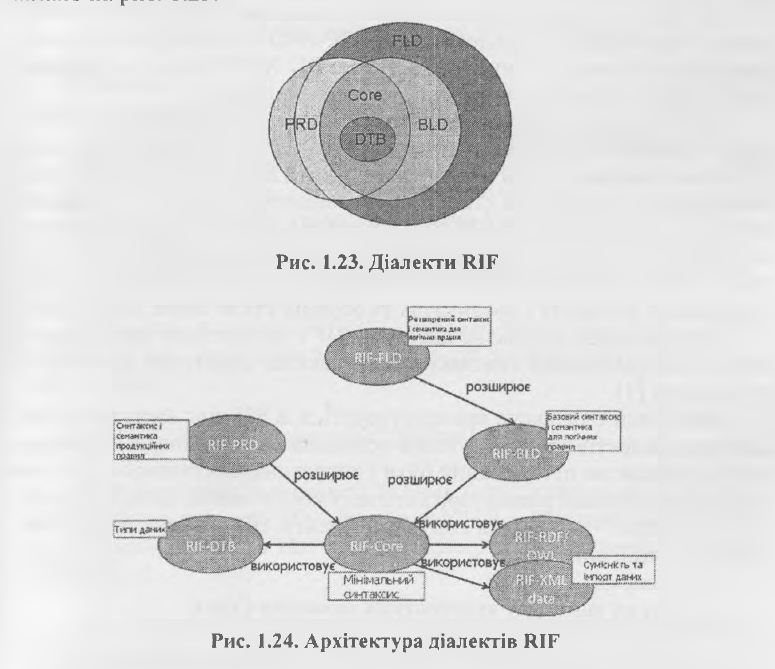 FLD
Core
PRD
BLD
DTB
Рис. 1.23. Діалекти RIF
Розширений синтаксис
і семантика для
логічних правил
RIF-FLD
розширює
Синтаксис і
семантика
продукційних
правил
RIF-PRD
Базовий синтаксис
і семантика
для логічних
правил
RIF-BLD
розширює
розширює
Типи даних
RIF-DTB
використовує
RIF-Core
Мінімальний
синтаксис
використовує
RIF-RDF/
OWL
використовує
RIF-XML
data
Сумісність та
імпорт даних
Рис. 1.24. Архітектура діалектів RIF